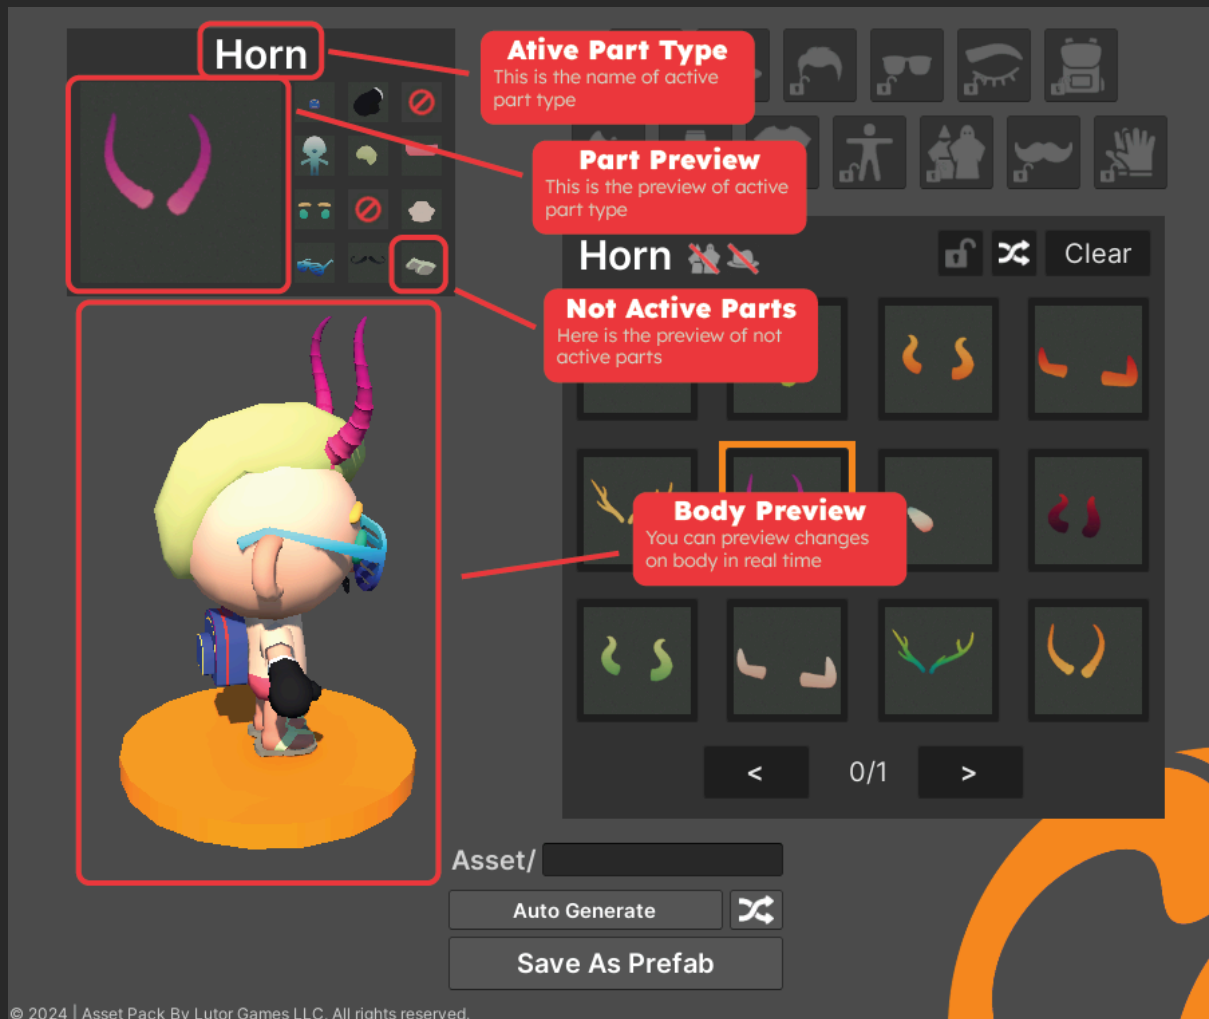 Horn
Ative Part Type
This is the name of active
part type
Part Preview
This is the preview of active
part type
Horn
Clear
Not Active Parts
Here is the preview of not
active parts
Body Preview
You can preview changes
on body in real time
<
0/1
>
Asset/
Auto Generate
Save As Prefab
© 2024 | Asset Pack By Lutor Games LLC. All rights reserved.